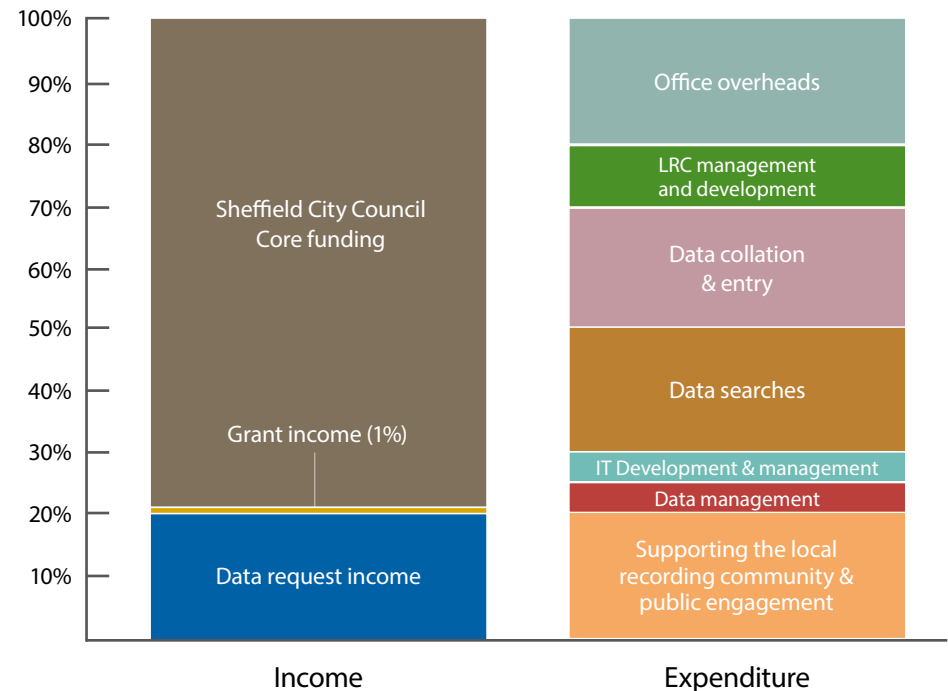 100%
90%
80%
70%
60%
50%
40%
30%
20%
10%
Sheffield City Council
Core funding
Grant income (1%)
Data request income
Office overheads
LRC management
and development
Data collation
& entry
Data searches
IT Development & management
Data management
Supporting the local
recording community &
public engagement
Income
Expenditure